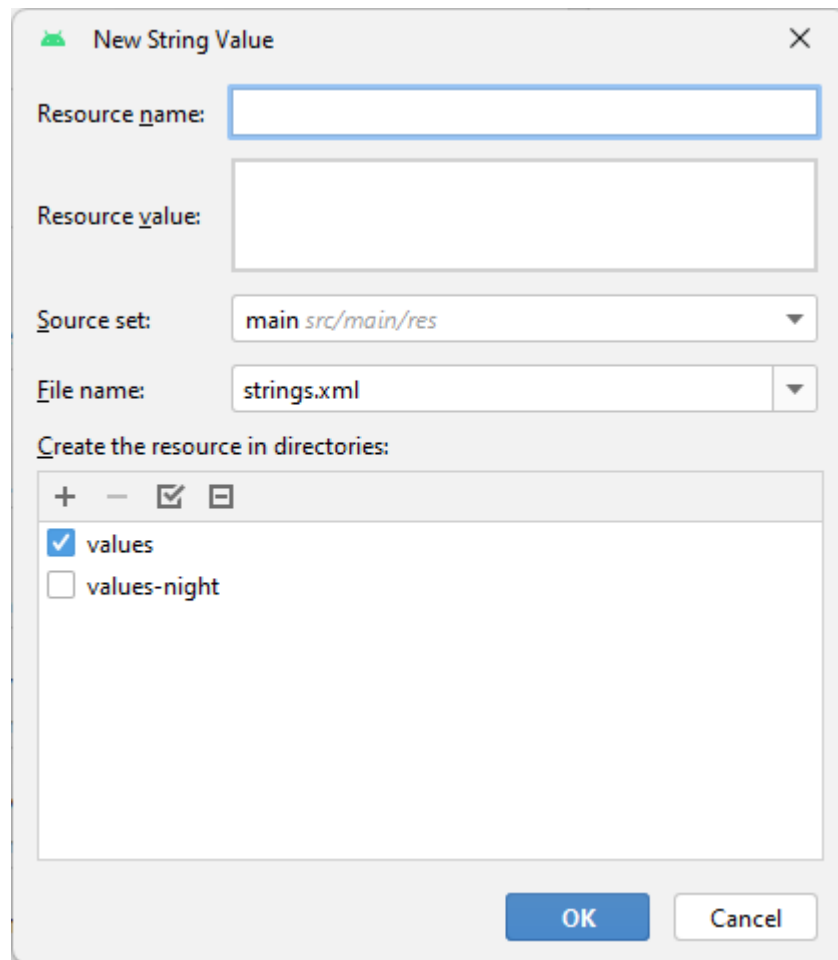 New String Value
Resource name:
Resource value:
Source set: main src/main/res
File name: strings.xml
Create the resource in directories:
values
values-night
OK Cancel